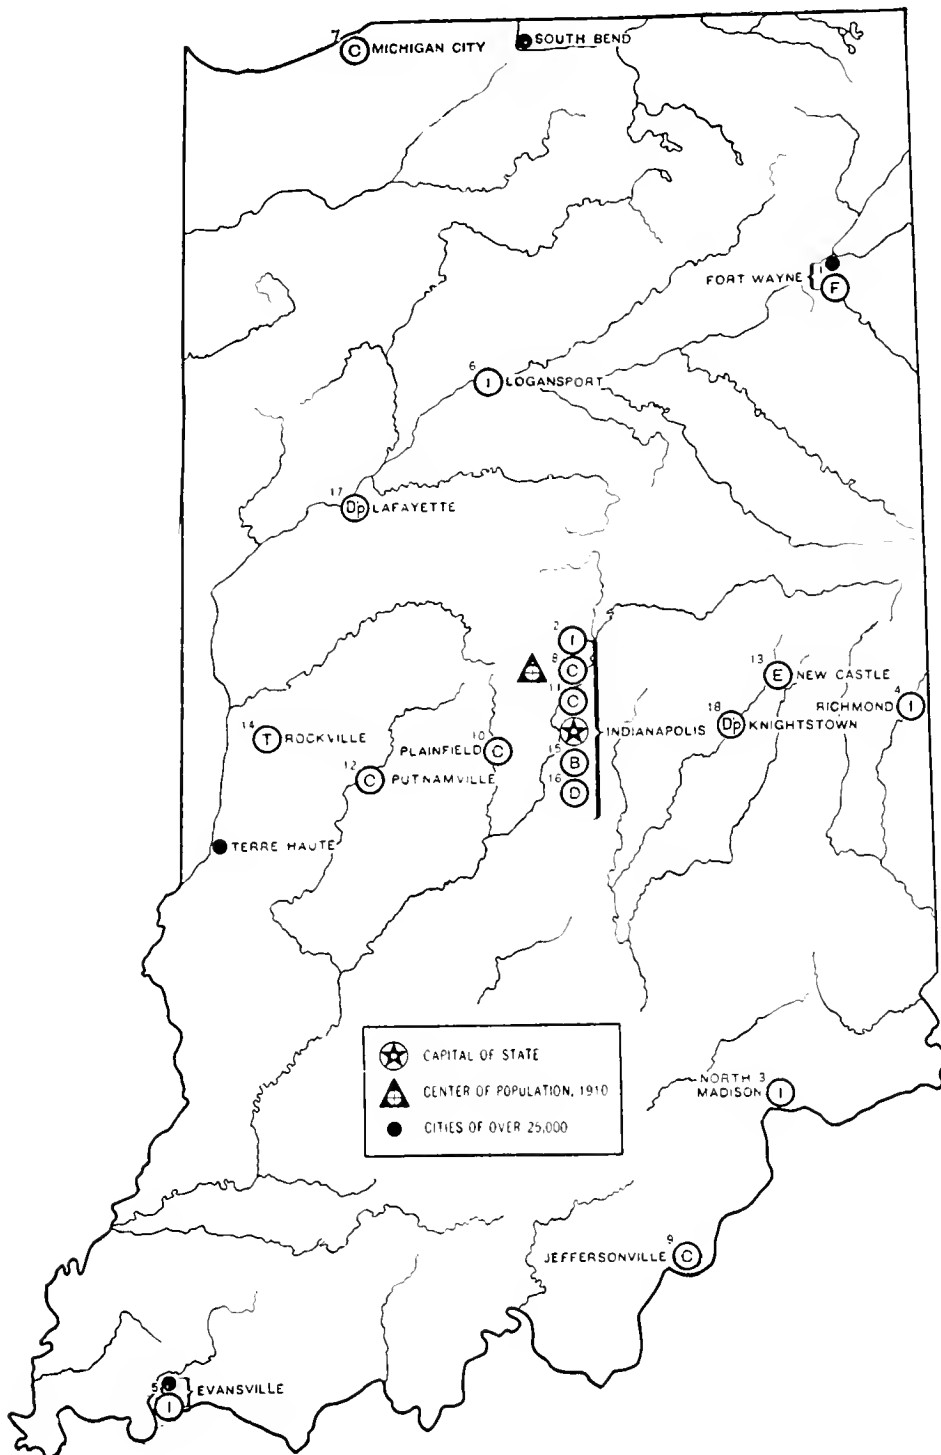 7
C MICHIGAN CITY
SOUTH BEND
FORT WAYNE 1
F
6
I LOGANSPORT
17
D'p LAFAYETTE
2
I
8
C
11
C
INDIANAPOLIS
15
B
16
D
13
E NEW CASTLE
4
RICHMOND I
18
D'p KNIGHTSTOWN
14
T ROCKVILLE
10
PLAINFIELD C
12
C PUTNAMVILLE
TERRE HAUTE
CAPITAL OF STATE
CENTER OF POPULATION, 1910
CITIES OF OVER 25,000
NORTH 3
MADISON I
9
JEFFERSONVILLE C
5 EVANSVILLE
I